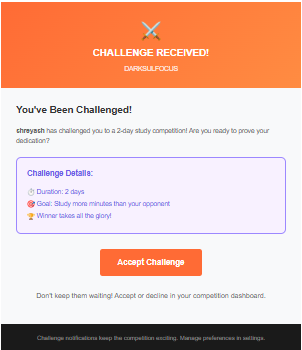 CHALLENGE RECEIVED!
DARKSULFOCUS
You've Been Challenged!
shreyash has challenged you to a 2-day study competition! Are you ready to prove your
dedication?
Challenge Details:
Duration: 2 days
Goal: Study more minutes than your opponent
Winner takes all the glory!
Accept Challenge
Don't keep them waiting! Accept or decline in your competition dashboard.
Challenge notifications keep the competition exciting. Manage preferences in settings.